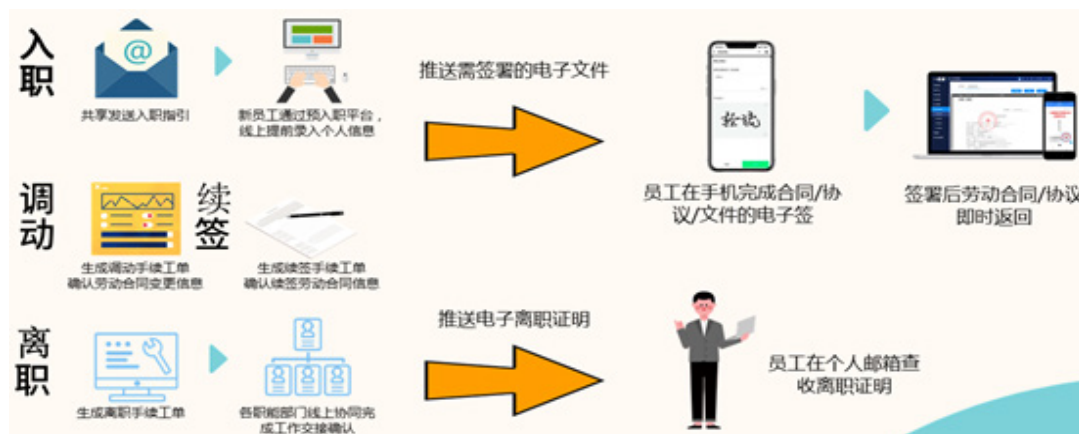 入
职
共享发送入职指引
新员工通过预入职平台，
线上提前录入个人信息
推送需签署的电子文件
员工在手机完成合同/协
议/文件的电子签
签署后劳动合同/协议
即时返回
调
动
生成调动手续工单
确认劳动合同变更信息
续
签
生成续签手续工单
确认续签劳动合同信息
离
职
生成离职手续工单
各职能部门线上协同完
成工作交接确认
推送电子离职证明
员工在个人邮箱查
收离职证明